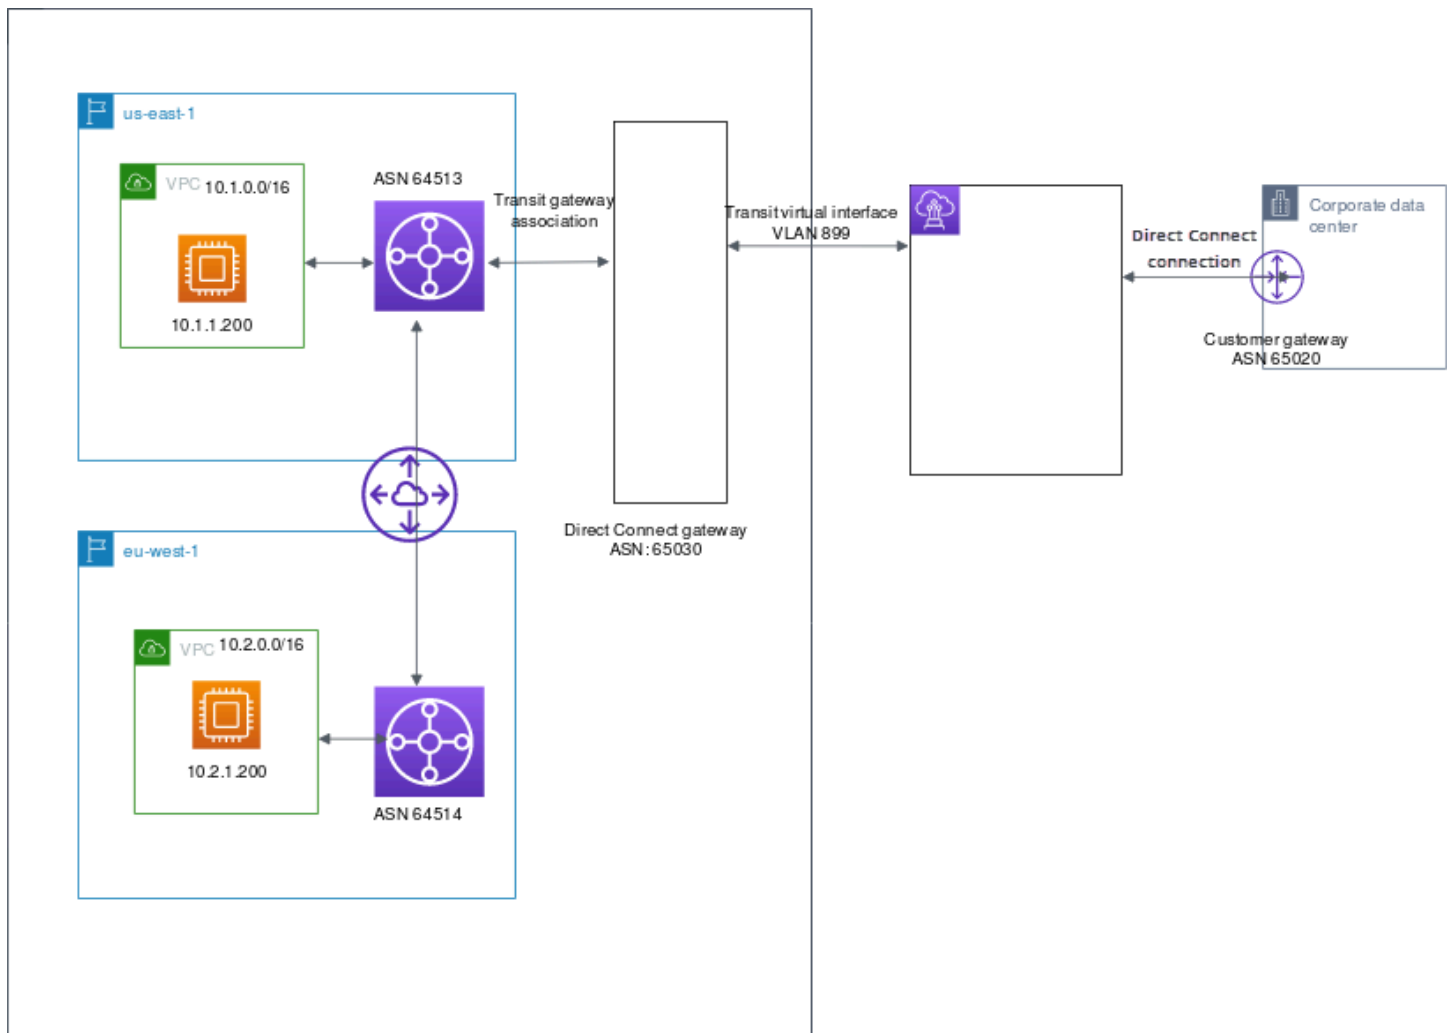 us-east-1
VPC 10.1.0.0/16
10.1.1.200
ASN 64513
Transit gateway
association
Transit virtual interface
VLAN 899
Direct Connect
connection
Corporate data
center
Customer gateway
ASN 65020
Direct Connect gateway
ASN: 65030
eu-west-1
VPC 10.2.0.0/16
10.2.1.200
ASN 64514